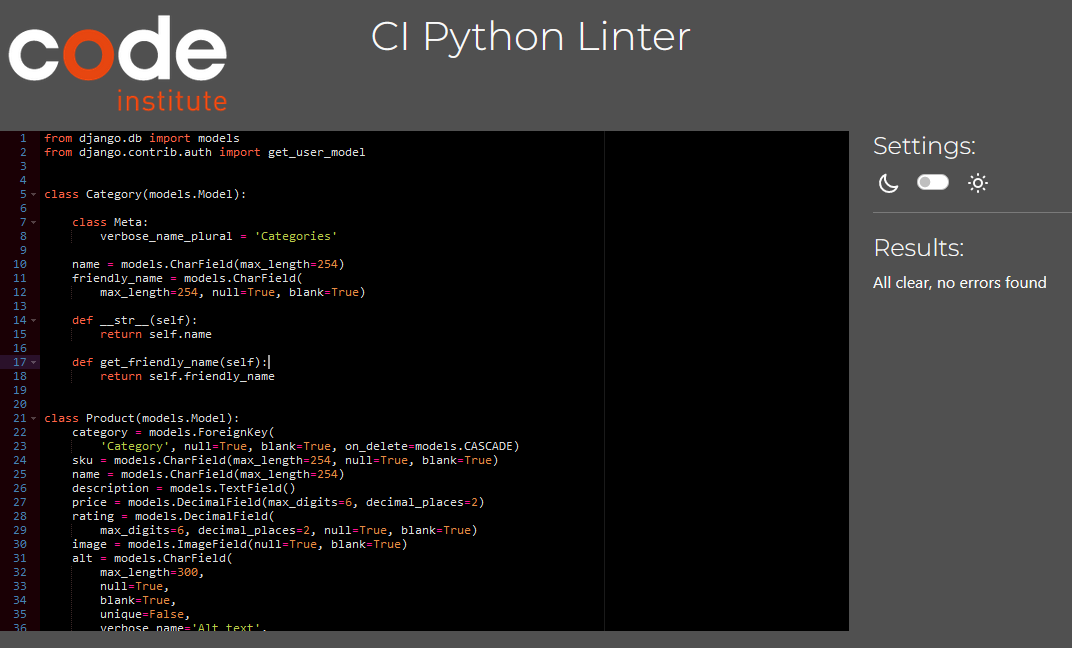 code
institute
CI Python Linter
1 from django.db import models
2 from django.contrib.auth import get_user_model
3
4
5 class Category(models.Model):
6
7     class Meta:
8         verbose_name_plural = 'Categories'
9
10     name = models.CharField(max_length=254)
11     friendly_name = models.CharField(
12         max_length=254, null=True, blank=True)
13
14     def __str__(self):
15         return self.name
16
17     def get_friendly_name(self):
18         return self.friendly_name
19
20
21 class Product(models.Model):
22     category = models.ForeignKey(
23         'Category', null=True, blank=True, on_delete=models.CASCADE)
24     sku = models.CharField(max_length=254, null=True, blank=True)
25     name = models.CharField(max_length=254)
26     description = models.TextField()
27     price = models.DecimalField(max_digits=6, decimal_places=2)
28     rating = models.DecimalField(
29         max_digits=6, decimal_places=2, null=True, blank=True)
30     image = models.ImageField(null=True, blank=True)
31     alt = models.CharField(
32         max_length=300,
33         null=True,
34         blank=True,
35         unique=False,
36         verbose_name='Alt text',
Settings:
Results:
All clear, no errors found